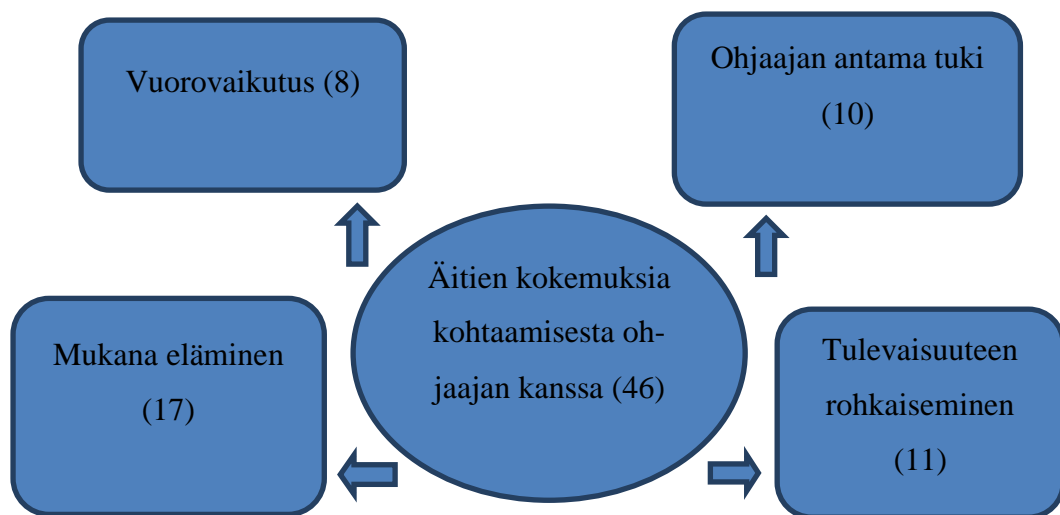 Vuorovaikutus (8)
Ohjaajan antama tuki
(10)
Äitien kokemuksia
kohtaamisesta oh-
jaajan kanssa (46)
Mukana eläminen
(17)
Tulevaisuuteen
rohkaiseminen
(11)